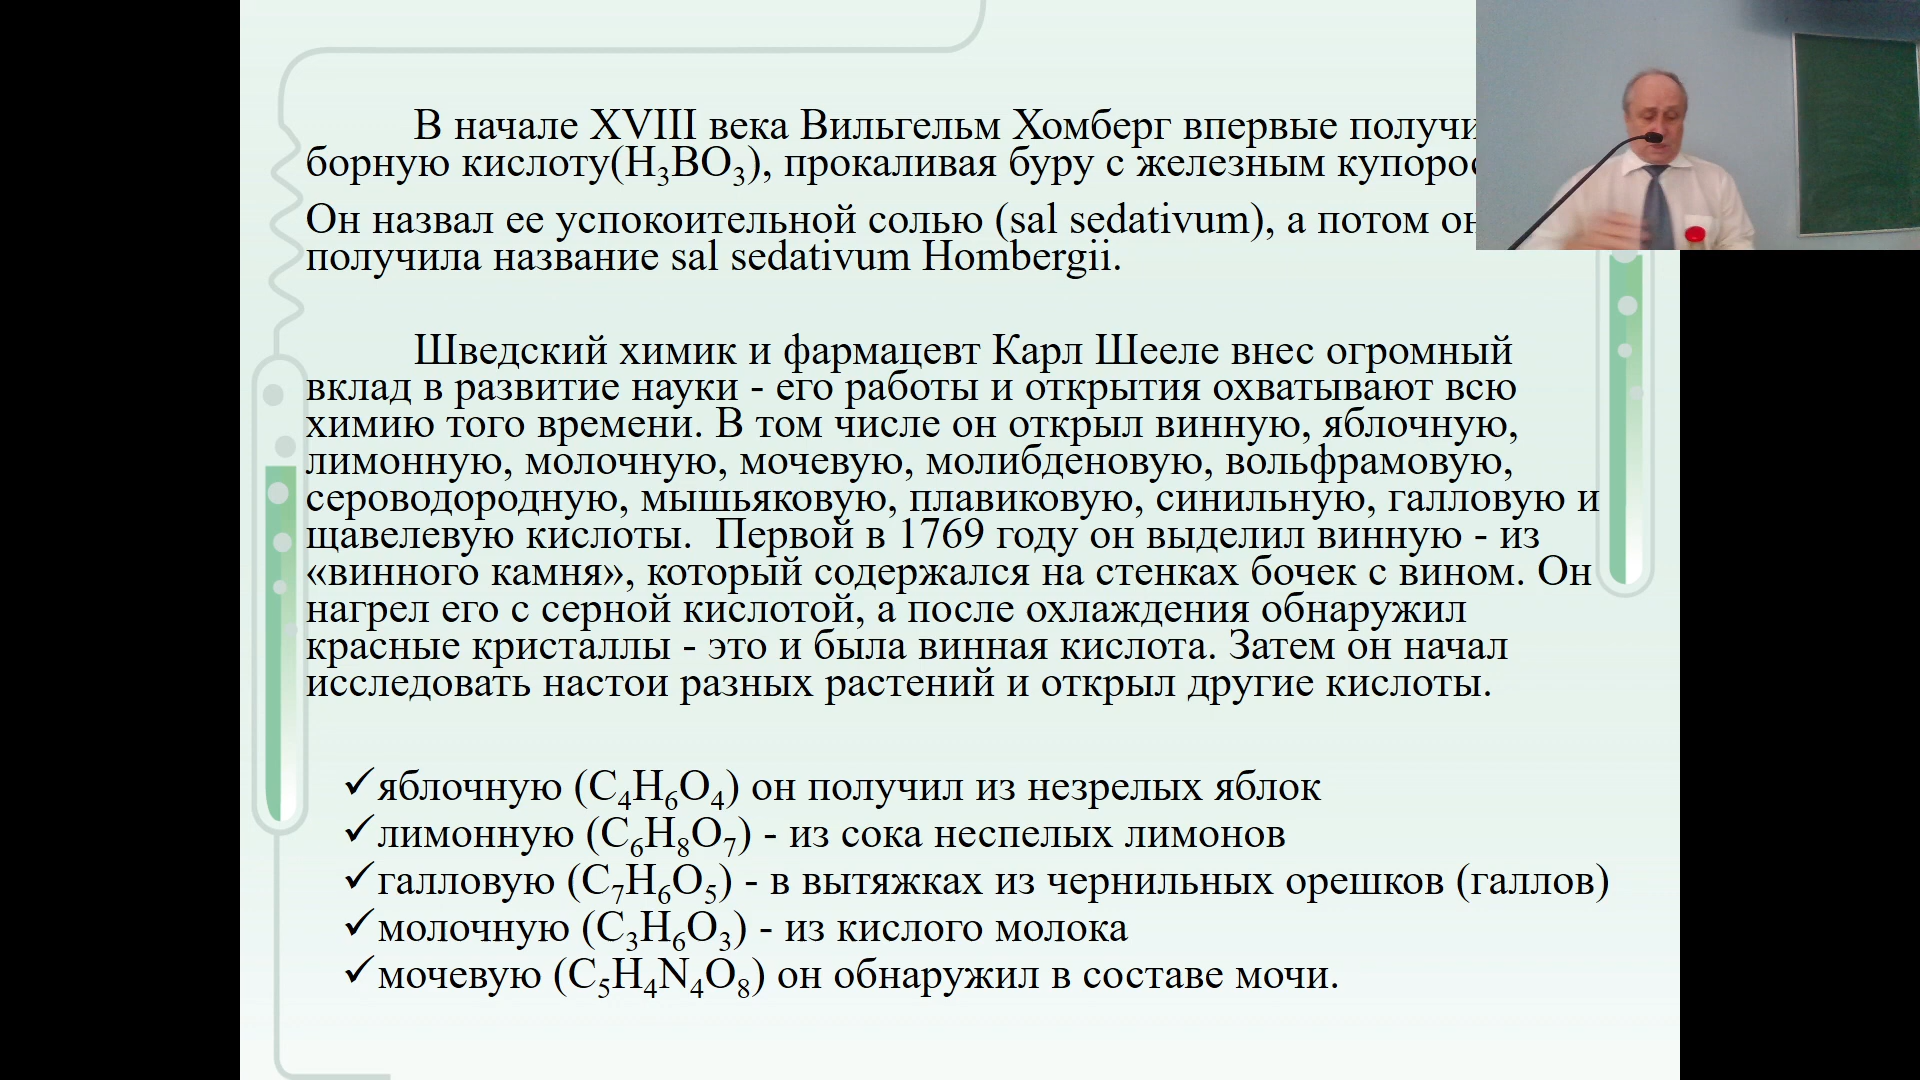 В начале XVIII века Вильгельм Хомберг впервые
борную кислоту(H₃BO₃), прокаливая буру с железным
Он назвал ее успокоительной солью (sal sedativum), а потом
получила название sal sedativum Hombergii.
Шведский химик и фармацевт Карл Шееле внес огромный
вклад в развитие науки - его работы и открытия охватывают всю
химию того времени. В том числе он открыл винную, яблочную,
лимонную, молочную, мочевую, молибденовую, вольфрамовую,
сероводородную, мышьяковую, плавиковую, синильную, галловую и
щавелевую кислоты. Первой в 1769 году он выделил винную - из
«винного камня», который содержался на стенках бочек с вином. Он
нагрел его с серной кислотой, а после охлаждения обнаружил
красные кристаллы - это и была винная кислота. Затем он начал
исследовать настои разных растений и открыл другие кислоты.
✓яблочную (C₄H₆O₄) он получил из незрелых яблок
✓лимонную (C₆H₈O₇) - из сока неспелых лимонов
✓галловую (C₇H₆O₅) - в вытяжках из чернильных орешков (галлов)
✓молочную (C₃H₆O₃) - из кислого молока
✓мочевую (C₅H₄N₄O₈) он обнаружил в составе мочи.